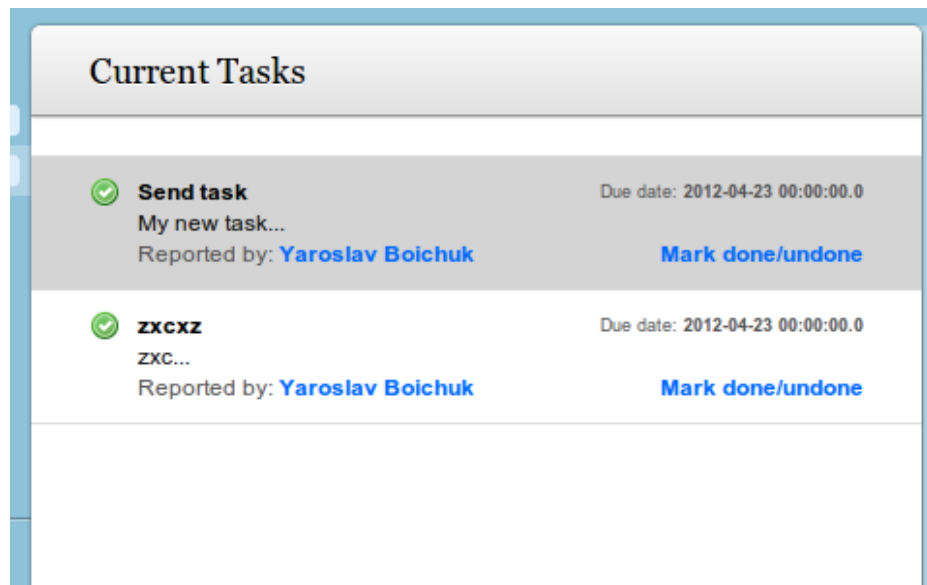 Current Tasks
Send task
Due date: 2012-04-23 00:00:00.0
My new task...
Reported by: Yaroslav Boichuk
Mark done/undone
zxcxz
Due date: 2012-04-23 00:00:00.0
zxc...
Reported by: Yaroslav Boichuk
Mark done/undone